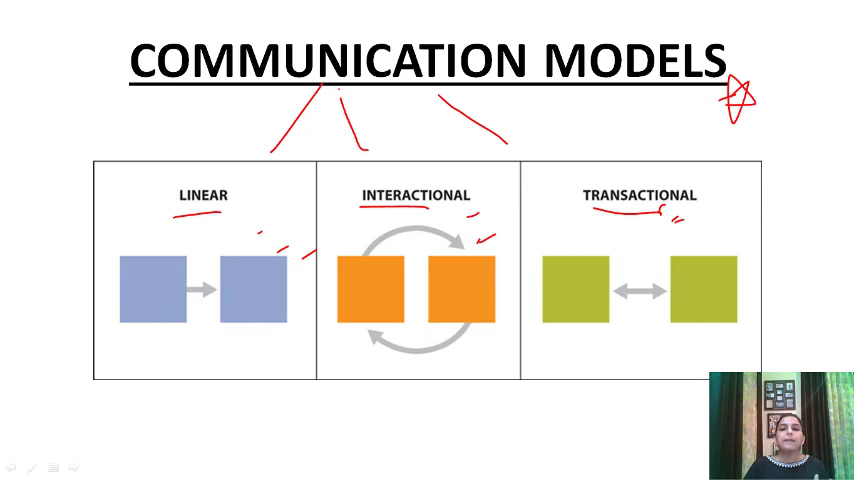 COMMUNICATION MODELS
LINEAR
INTERACTIONAL
TRANSACTIONAL